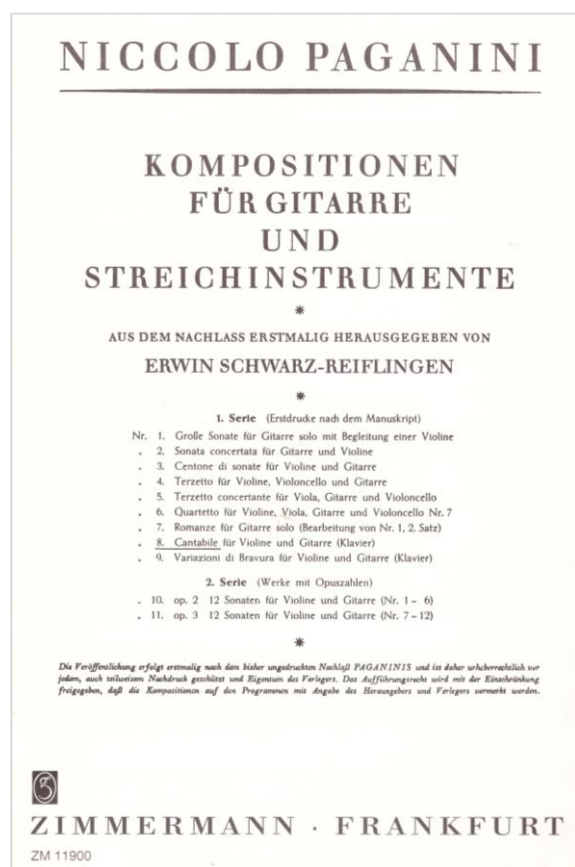 NICCOLO PAGANINI
KOMPOSITIONEN
FÜR GITARRE
UND
STREICHINSTRUMENTE
*
AUS DEM NACHLASS ERSTMALIG HERAUSGEGEBEN VON
ERWIN SCHWARZ-REIFLINGEN
*
1. Serie (Erstdrucke nach dem Manuskript)
Nr. 1. Große Sonate für Gitarre solo mit Begleitung einer Violine
„ 2. Sonata concertata für Gitarre und Violine
„ 3. Centone di sonate für Violine und Gitarre
„ 4. Terzetto für Violine, Violoncello und Gitarre
„ 5. Terzetto concertante für Viola, Gitarre und Violoncello
„ 6. Quartetto für Violine, Viola, Gitarre und Violoncello Nr. 7
„ 7. Romanze für Gitarre solo (Bearbeitung von Nr. 1, 2. Satz)
„ 8. Cantabile für Violine und Gitarre (Klavier)
„ 9. Variazioni di Bravura für Violine und Gitarre (Klavier)
2. Serie (Werke mit Opuszahlen)
„ 10. op. 2 12 Sonaten für Violine und Gitarre (Nr. 1 – 6)
„ 11. op. 3 12 Sonaten für Violine und Gitarre (Nr. 7 – 12)
*
Die Veröffentlichung erfolgt erstmalig nach dem bisher ungedruckten Nachlaß PAGANINIS und ist daher urheberrechtlich vor
jedem, auch teilweisem Nachdruck geschützt und Eigentum des Verlegers. Das Aufführungsrecht wird mit der Einschränkung
freigegeben, daß die Kompositionen auf den Programmen mit Angabe des Herausgebers und Verlegers vermerkt werden.
Z
ZIMMERMANN · FRANKFURT
ZM 11900